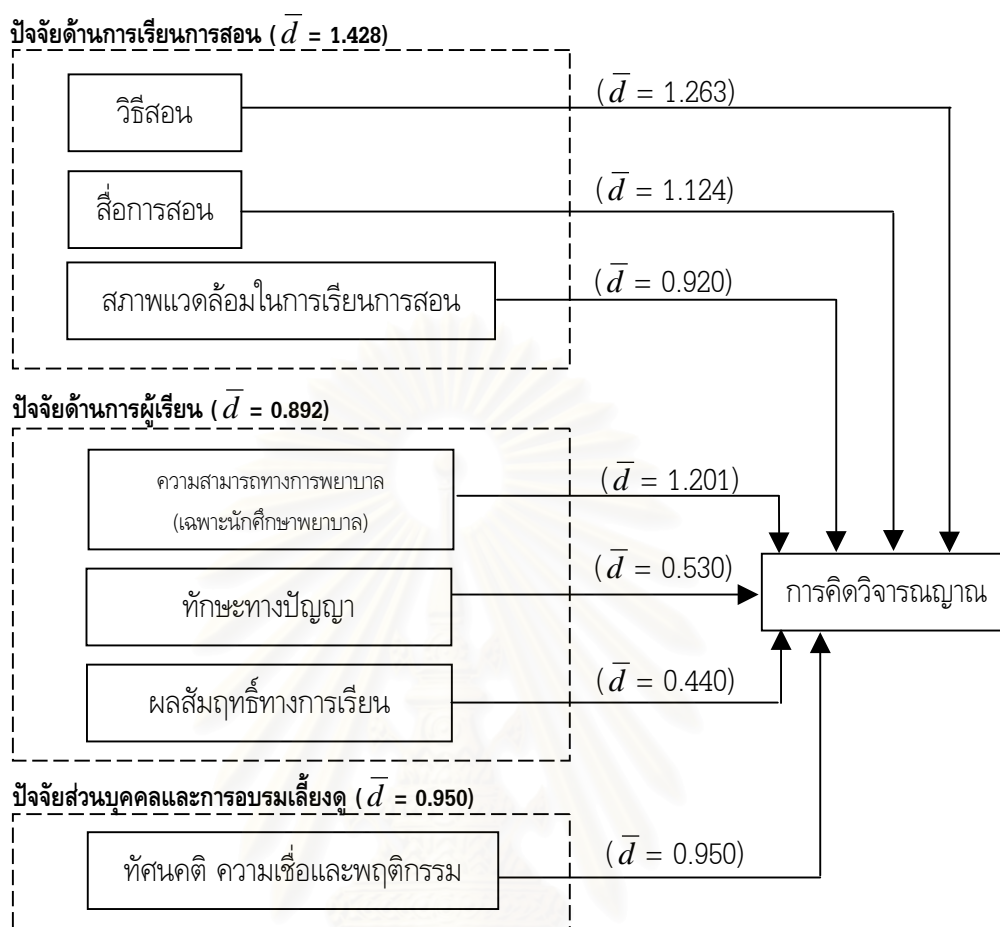 ปัจจัยด้านการเรียนการสอน ( d̅ = 1.428)
วิธีสอน
( d̅ = 1.263)
สื่อการสอน
( d̅ = 1.124)
สภาพแวดล้อมในการเรียนการสอน
( d̅ = 0.920)
ปัจจัยด้านการผู้เรียน ( d̅ = 0.892)
ความสามารถทางการพยาบาล
(เฉพาะนักศึกษาพยาบาล)
( d̅ = 1.201)
ทักษะทางปัญญา
( d̅ = 0.530)
การคิดวิจารณญาณ
ผลสัมฤทธิ์ทางการเรียน
( d̅ = 0.440)
ปัจจัยส่วนบุคคลและการอบรมเลี้ยงดู ( d̅ = 0.950)
ทัศนคติ ความเชื่อและพฤติกรรม
( d̅ = 0.950)